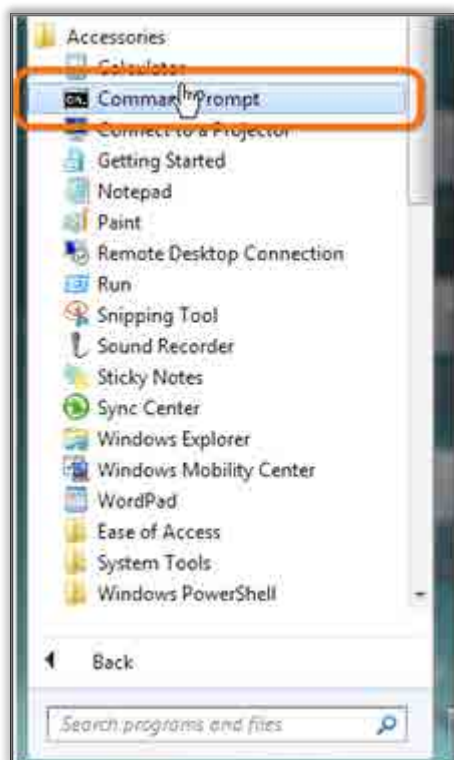 Accessories
Calculator
Command Prompt
Connect to a Projector
Getting Started
Notepad
Paint
Remote Desktop Connection
Run
Snipping Tool
Sound Recorder
Sticky Notes
Sync Center
Windows Explorer
Windows Mobility Center
WordPad
Ease of Access
System Tools
Windows PowerShell
Back
Search programs and files